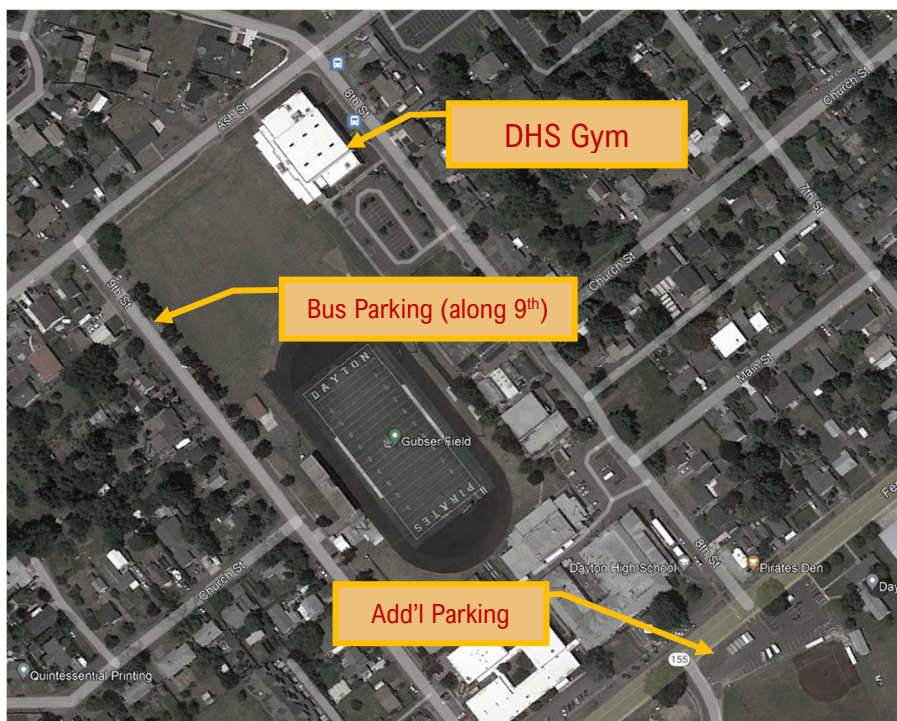 Ash St
8th St
DHS Gym
Church St
7th St
Church St
9th St
Bus Parking (along 9th)
DAYTON
Main St
Gubser Field
PIRATES
8th St
Dayton High School
Pirates Den
Church St
Add'l Parking
155
Quintessential Printing